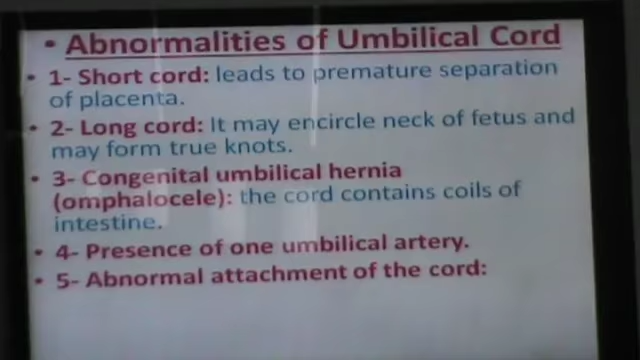 • Abnormalities of Umbilical Cord
• 1- Short cord: leads to premature separation
of placenta.
• 2- Long cord: It may encircle neck of fetus and
may form true knots.
• 3- Congenital umbilical hernia
(omphalocele): the cord contains coils of
intestine.
• 4- Presence of one umbilical artery.
• 5- Abnormal attachment of the cord: